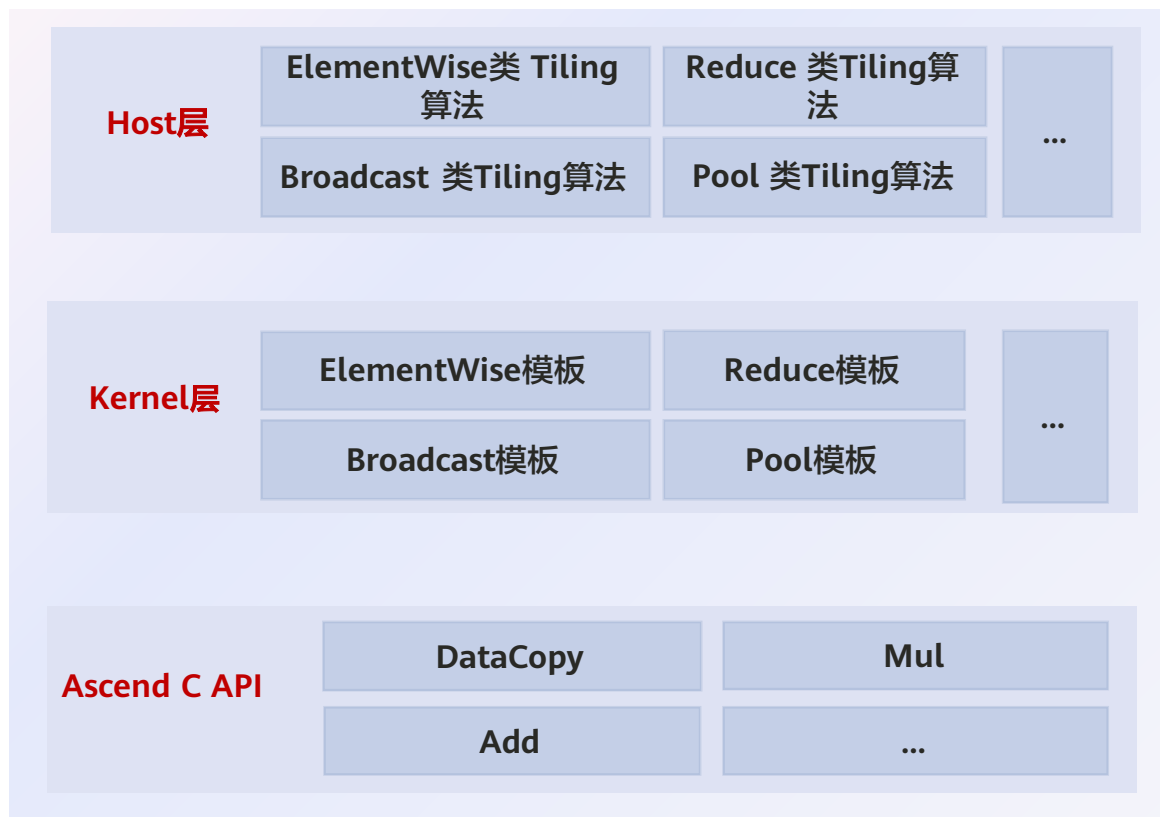 Host层
ElementWise类 Tiling
算法
Reduce 类Tiling算
法
...
Broadcast 类Tiling算法
Pool 类Tiling算法
Kernel层
ElementWise模板
Reduce模板
...
Broadcast模板
Pool模板
Ascend C API
DataCopy
Mul
Add
...